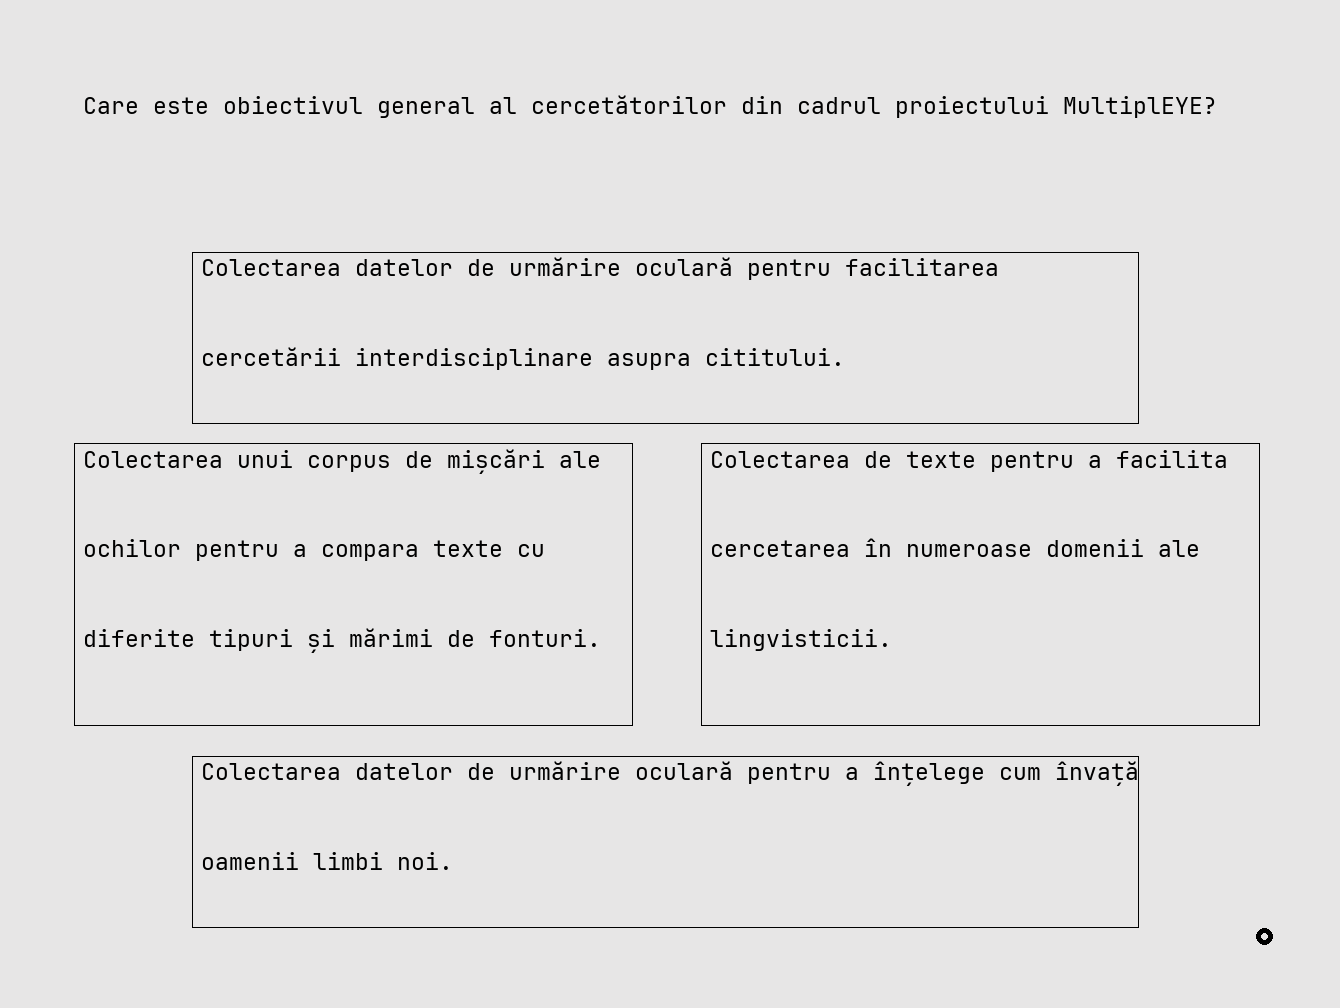 Care este obiectivul general al cercetătorilor din cadrul proiectului MultiplEYE?
Colectarea datelor de urmărire oculară pentru facilitarea
cercetării interdisciplinare asupra cititului.
Colectarea unui corpus de mișcări ale
ochilor pentru a compara texte cu
diferite tipuri și mărimi de fonturi.
Colectarea de texte pentru a facilita
cercetarea în numeroase domenii ale
lingvisticii.
Colectarea datelor de urmărire oculară pentru a înțelege cum învață
oamenii limbi noi.